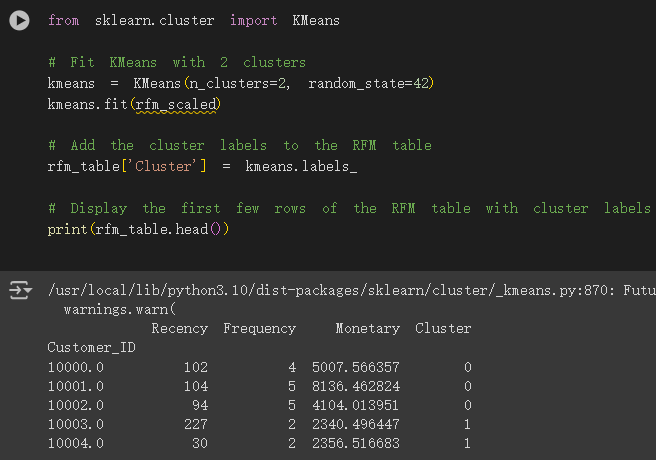 from sklearn.cluster import KMeans
# Fit KMeans with 2 clusters
kmeans = KMeans(n_clusters=2, random_state=42)
kmeans.fit(rfm_scaled)
# Add the cluster labels to the RFM table
rfm_table['Cluster'] = kmeans.labels_
# Display the first few rows of the RFM table with cluster labels
print(rfm_table.head())
/usr/local/lib/python3.10/dist-packages/sklearn/cluster/_kmeans.py:870: Futu
warnings.warn(
Recency Frequency Monetary Cluster
Customer_ID
10000.0 102 4 5007.566357 0
10001.0 104 5 8136.462824 0
10002.0 94 5 4104.013951 0
10003.0 227 2 2340.496447 1
10004.0 30 2 2356.516683 1